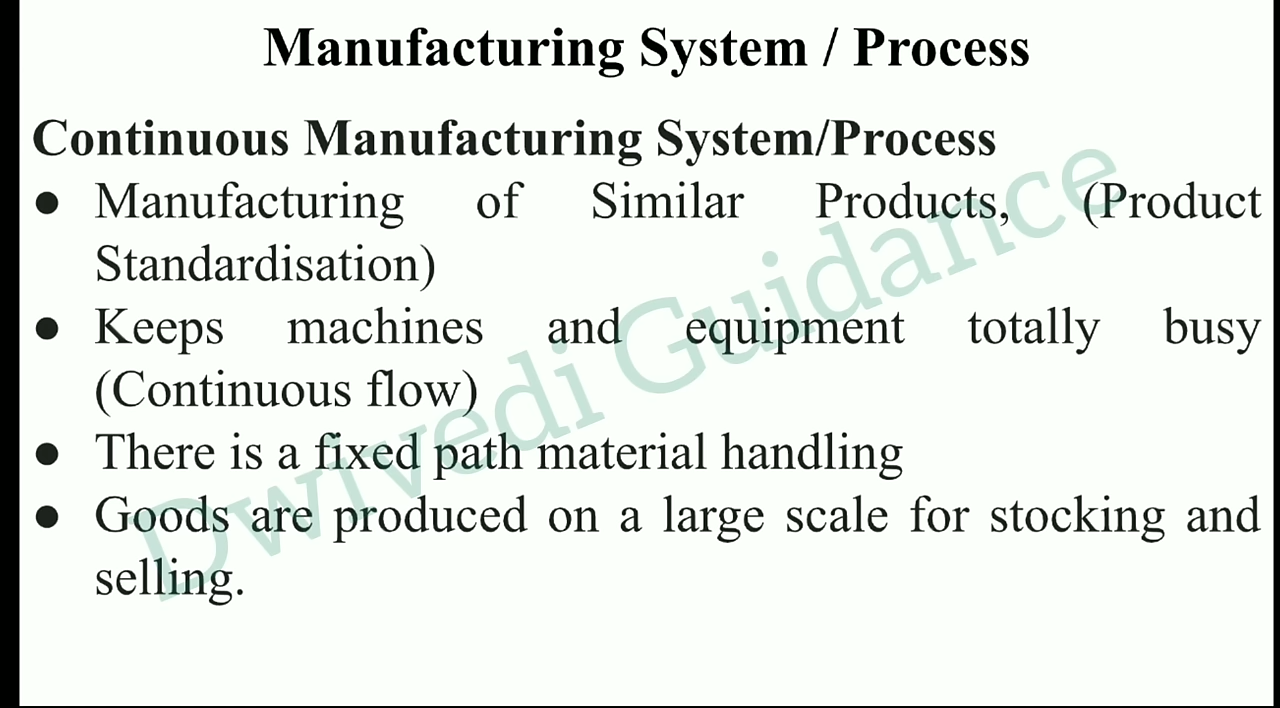 Manufacturing System / Process
Continuous Manufacturing System/Process
● Manufacturing of Similar Products, (Product
Standardisation)
● Keeps machines and equipment totally busy
(Continuous flow)
● There is a fixed path material handling
● Goods are produced on a large scale for stocking and
selling.
Dwivedi Guidance